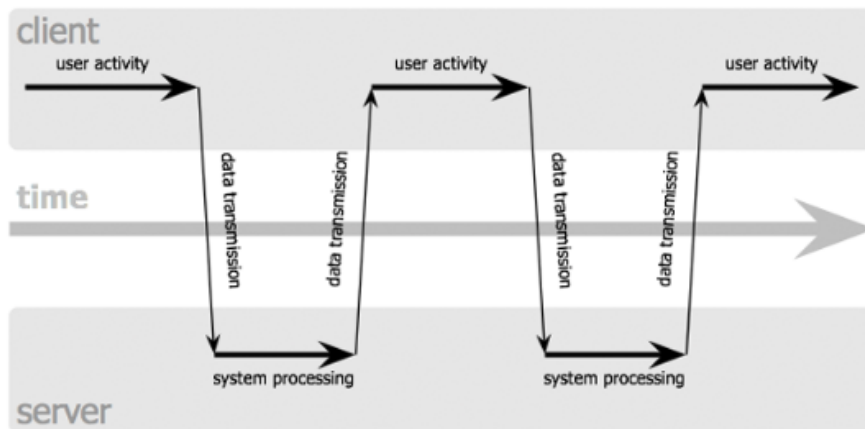 client
user activity
user activity
user activity
data transmission
data transmission
data transmission
data transmission
time
system processing
system processing
server